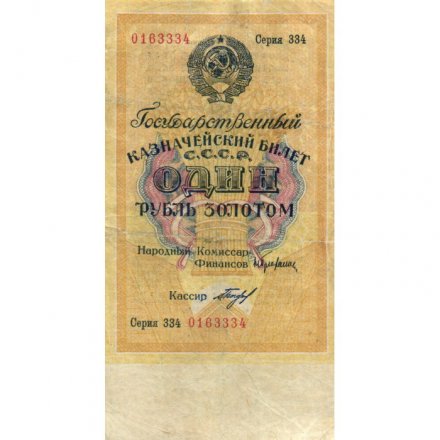 0163334 Серия 334
Государственный
КАЗНАЧЕЙСКИЙ БИЛЕТ
С.С.С.Р.
ОДИН
РУБЛЬ ЗОЛОТОМ
Народный Комиссар
Финансов
Кассир
Серия 334 0163334